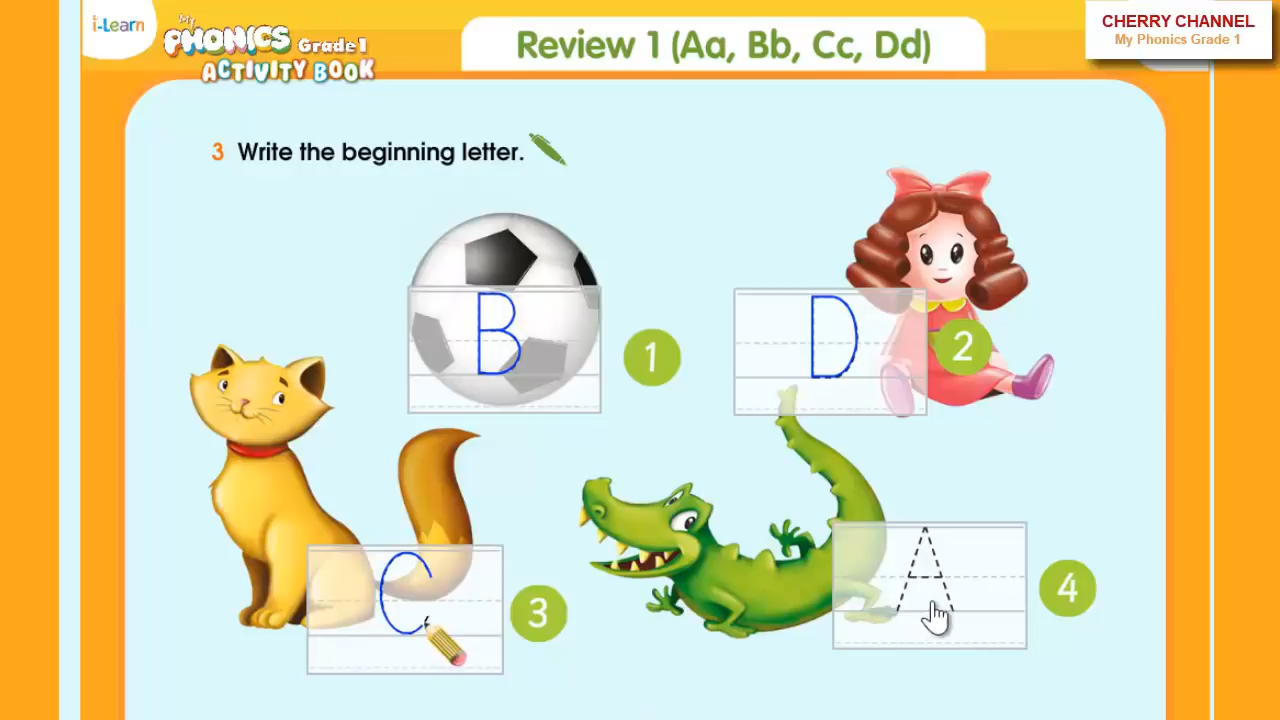 i-Learn
My
PHONICS Grade 1
ACTIVITY BOOK
Review 1 (Aa, Bb, Cc, Dd)
CHERRY CHANNEL
My Phonics Grade 1
3 Write the beginning letter.
B
1
D
2
C
3
A
4